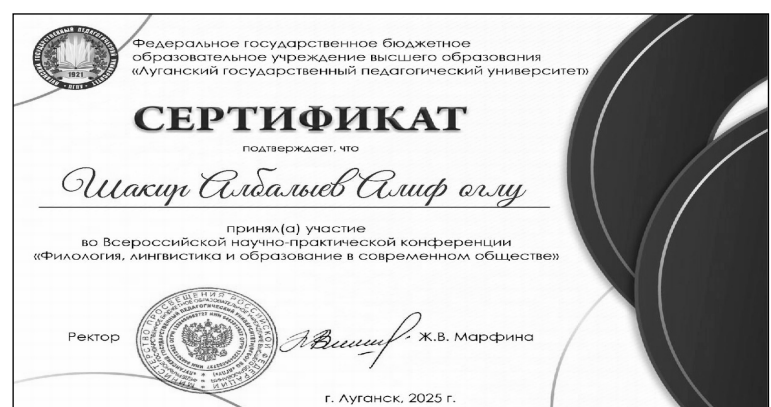 Федеральное государственное бюджетное
образовательное учреждение высшего образования
«Луганский государственный педагогический университет»
1921
СЕРТИФИКАТ
подтверждает, что
Шакир Албалыев Алиф оглу
принял(а) участие
во Всероссийской научно-практической конференции
«Филология, лингвистика и образование в современном обществе»
Ректор
Ж.В. Марфина
г. Луганск, 2025 г.